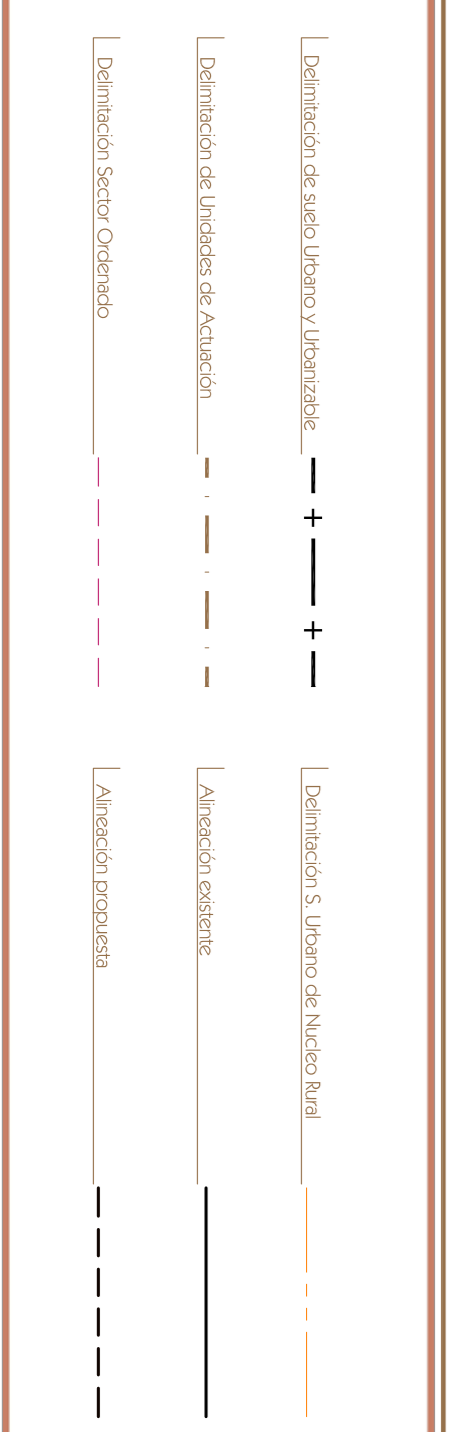 Delimitación de suelo Urbano y Urbanizable
Delimitación de Unidades de Actuación
Delimitación Sector Ordenado
Delimitación S. Urbano de Nucleo Rural
Alineación existente
Alineación propuesta